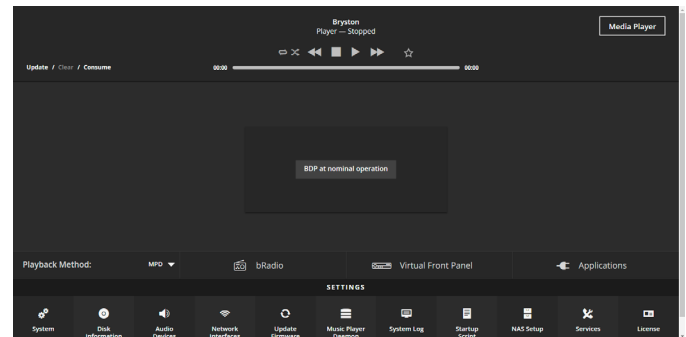 Bryston
Player — Stopped
Media Player
Update / Clear / Consume
00:00
00:00
BDP at nominal operation
Playback Method:
MPD
bRadio
Virtual Front Panel
Applications
SETTINGS
System
Disk
Information
Audio
Devices
Network
Interfaces
Update
Firmware
Music Player
Daemon
System Log
Startup
Script
NAS Setup
Services
License